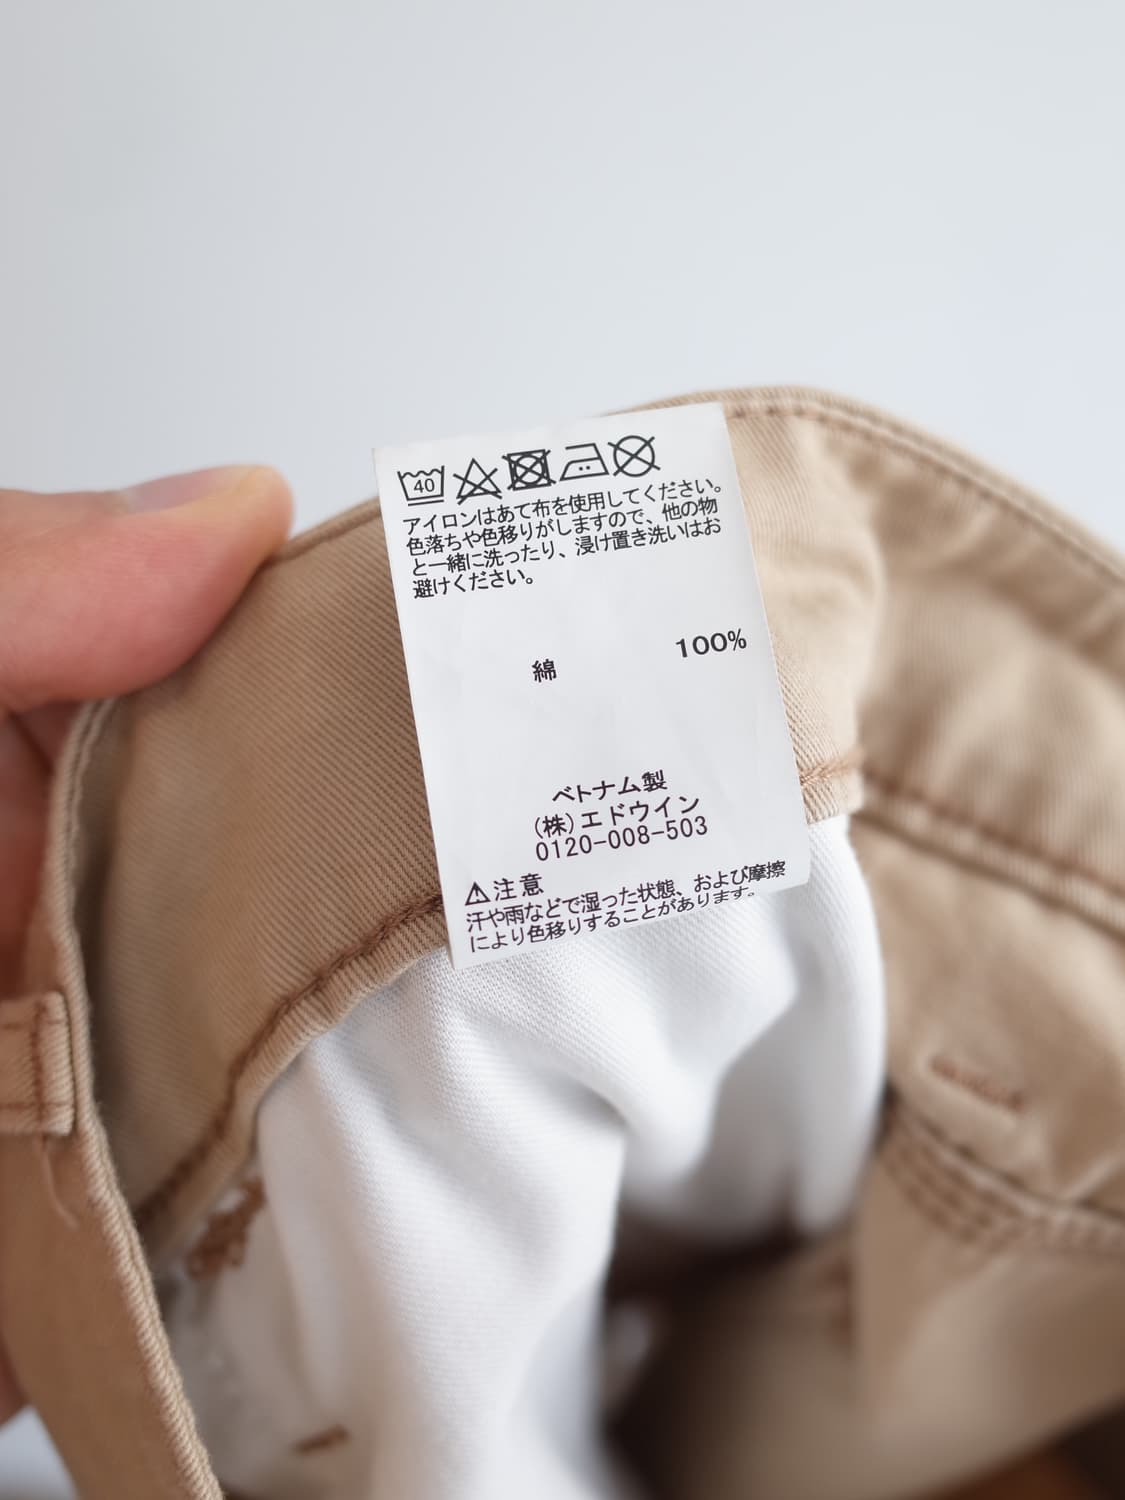 40
アイロンはあて布を使用してください。
色落ちや色移りがしますので、他の物
と一緒に洗ったり、浸け置き洗いはお
避けください。
綿 100%
ベトナム製
(株)エドウイン
0120-008-503
⚠注意
汗や雨などで湿った状態、および摩擦
により色移りすることがあります。